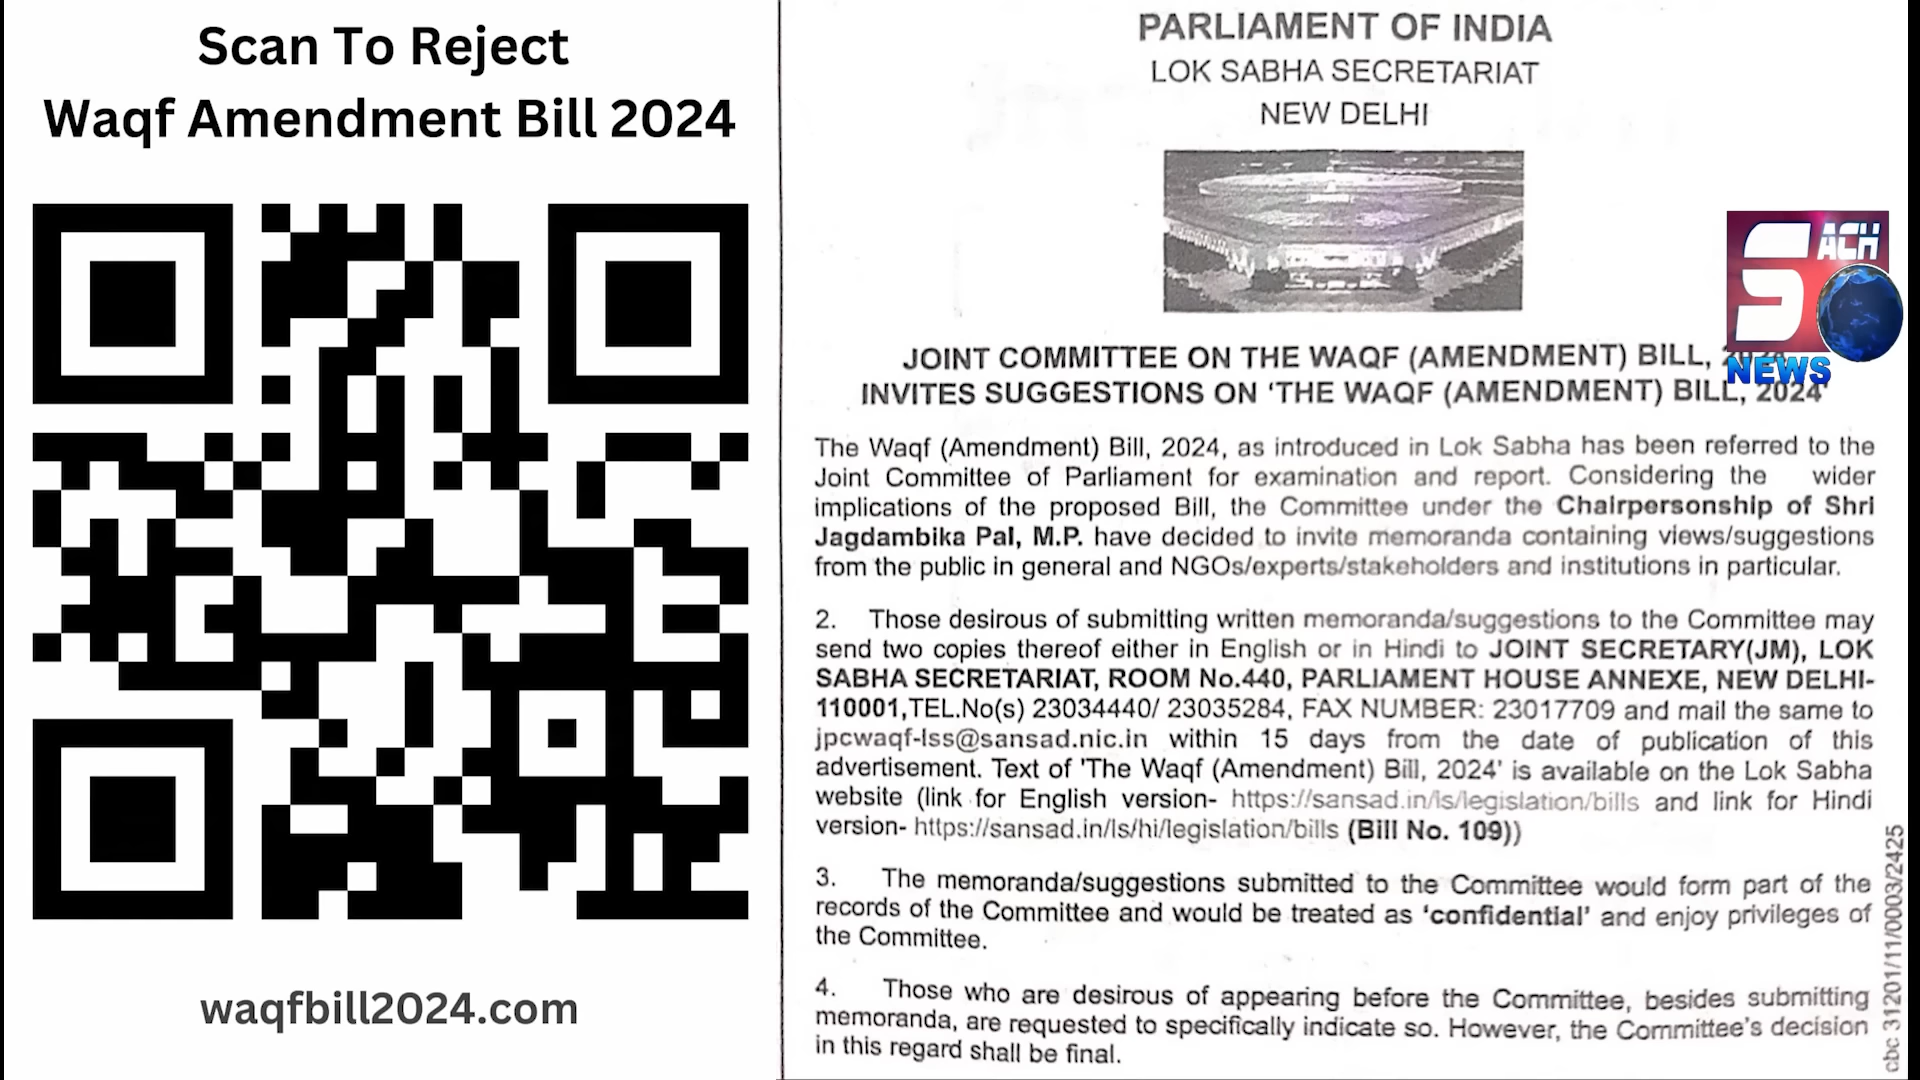 Scan To Reject
Waqf Amendment Bill 2024
waqfbill2024.com
PARLIAMENT OF INDIA
LOK SABHA SECRETARIAT
NEW DELHI
JOINT COMMITTEE ON THE WAQF (AMENDMENT) BILL, 2024
INVITES SUGGESTIONS ON 'THE WAQF (AMENDMENT) BILL, 2024'
The Waqf (Amendment) Bill, 2024, as introduced in Lok Sabha has been referred to the
Joint Committee of Parliament for examination and report. Considering the wider
implications of the proposed Bill, the Committee under the Chairpersonship of Shri
Jagdambika Pal, M.P. have decided to invite memoranda containing views/suggestions
from the public in general and NGOs/experts/stakeholders and institutions in particular.
2. Those desirous of submitting written memoranda/suggestions to the Committee may
send two copies thereof either in English or in Hindi to JOINT SECRETARY(JM), LOK
SABHA SECRETARIAT, ROOM No.440, PARLIAMENT HOUSE ANNEXE, NEW DELHI-
110001,TEL.No(s) 23034440/ 23035284, FAX NUMBER: 23017709 and mail the same to
jpcwaqf-lss@sansad.nic.in within 15 days from the date of publication of this
advertisement. Text of 'The Waqf (Amendment) Bill, 2024' is available on the Lok Sabha
website (link for English version- https://sansad.in/ls/legislation/bills and link for Hindi
version- https://sansad.in/ls/hi/legislation/bills (Bill No. 109))
3. The memoranda/suggestions submitted to the Committee would form part of the
records of the Committee and would be treated as 'confidential' and enjoy privileges of
the Committee.
4. Those who are desirous of appearing before the Committee, besides submitting
memoranda, are requested to specifically indicate so. However, the Committee's decision
in this regard shall be final.
cbc 31201/11/0003/2425
SACH
NEWS